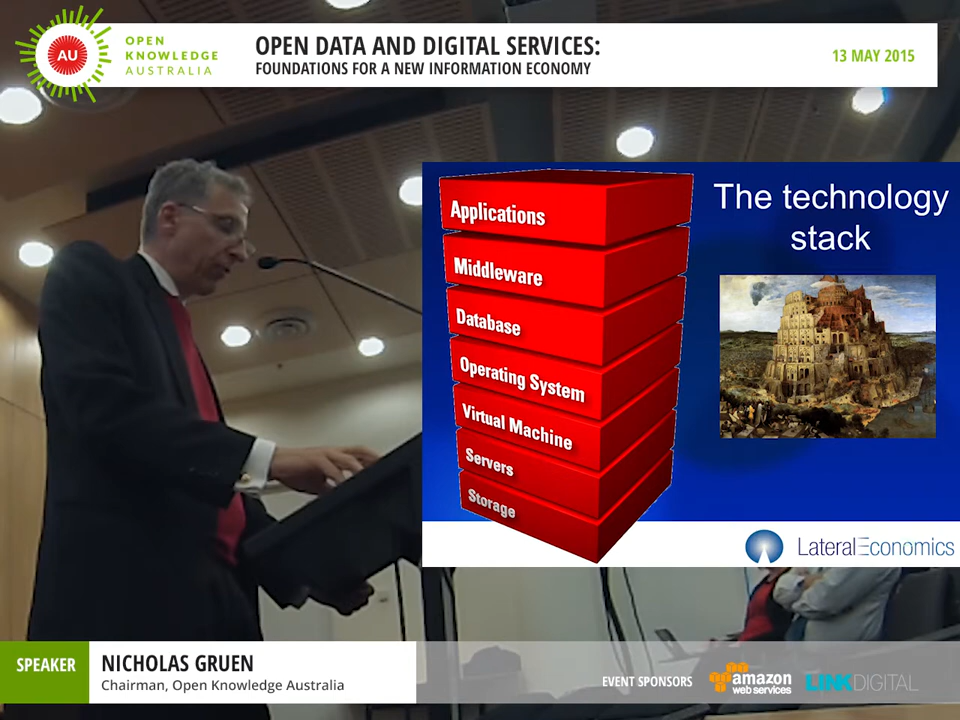 AU
OPEN
KNOWLEDGE
AUSTRALIA
OPEN DATA AND DIGITAL SERVICES:
FOUNDATIONS FOR A NEW INFORMATION ECONOMY
13 MAY 2015
Applications
Middleware
Database
Operating System
Virtual Machine
Servers
Storage
The technology
stack
LateralEconomics
SPEAKER
NICHOLAS GRUEN
Chairman, Open Knowledge Australia
EVENT SPONSORS
amazon
web services
LINKDIGITAL